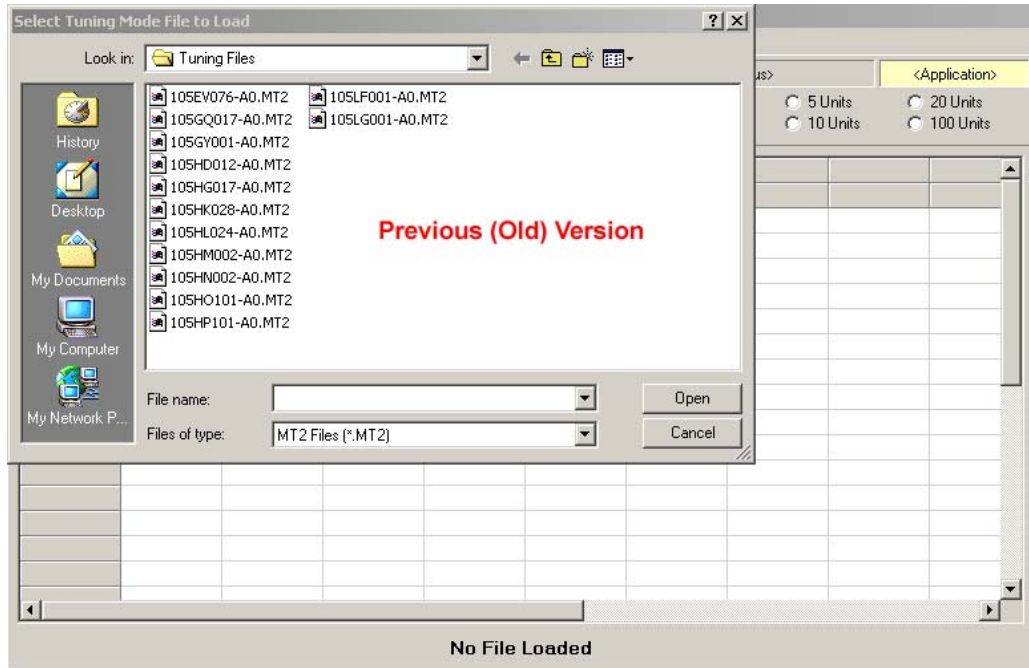 Select Tuning Mode File to Load
Look in: Tuning Files
History
Desktop
My Documents
My Computer
My Network P...
105EV076-A0.MT2
105GQ017-A0.MT2
105GY001-A0.MT2
105HD012-A0.MT2
105HG017-A0.MT2
105HK028-A0.MT2
105HL024-A0.MT2
105HM002-A0.MT2
105HN002-A0.MT2
105HO101-A0.MT2
105HP101-A0.MT2
105LF001-A0.MT2
105LG001-A0.MT2
Previous (Old) Version
File name:
Open
Files of type: MT2 Files (*.MT2)
Cancel
us> <Application>
5 Units 20 Units
10 Units 100 Units
No File Loaded